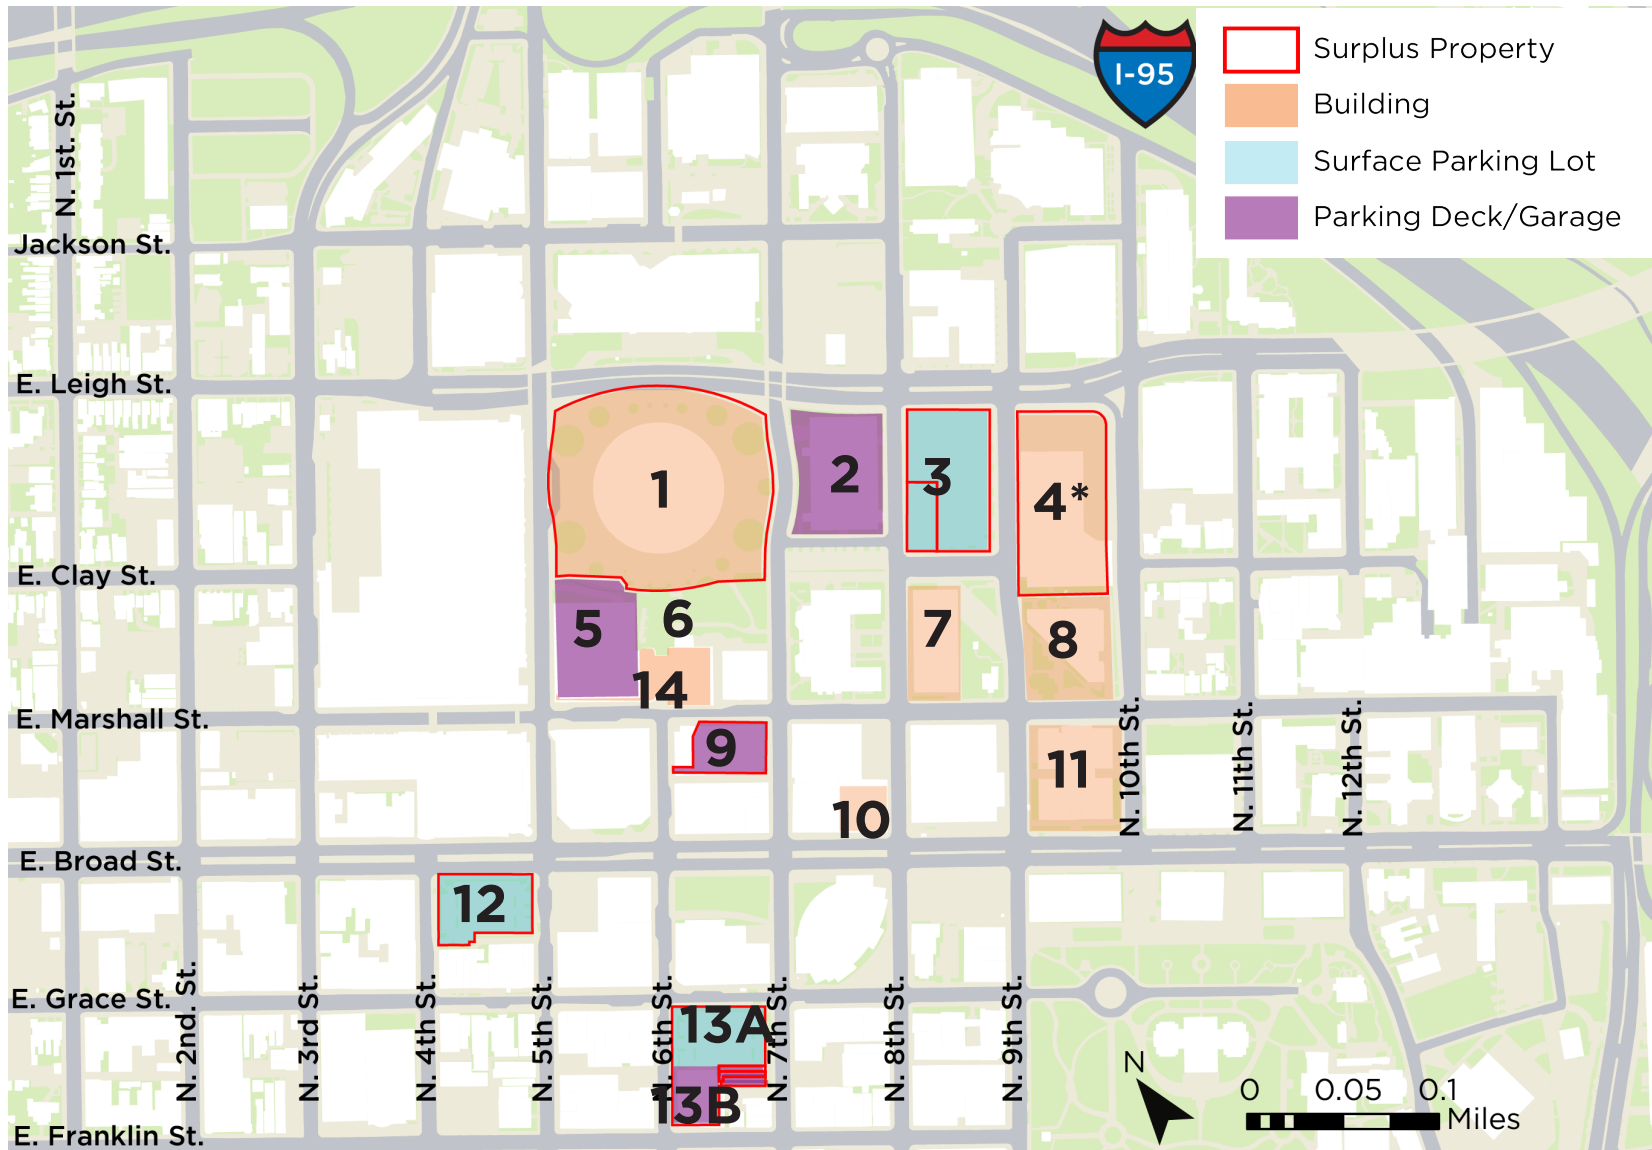 I-95
Surplus Property
Building
Surface Parking Lot
Parking Deck/Garage
N. 1st. St.
Jackson St.
E. Leigh St.
1
2
3
4*
E. Clay St.
5
6
7
8
14
E. Marshall St.
9
10
11
N. 10th St.
N. 11th St.
N. 12th St.
E. Broad St.
12
E. Grace St.
N. 2nd. St.
N. 3rd St.
N. 4th St.
N. 5th St.
N. 6th St.
N. 7th St.
N. 8th St.
N. 9th St.
13A
13B
N
0 0.05 0.1
Miles
E. Franklin St.